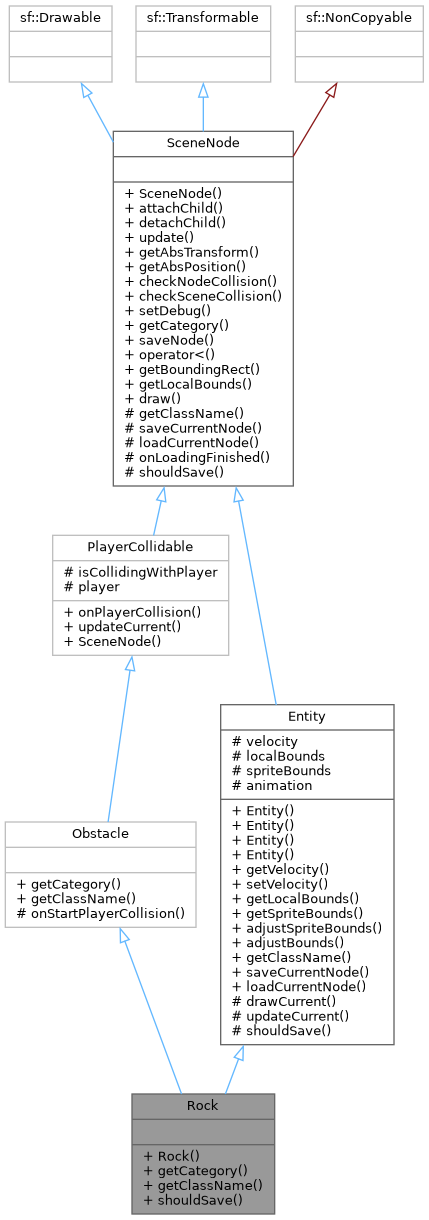 sf::Drawable
sf::Transformable
sf::NonCopyable
SceneNode
+ SceneNode()
+ attachChild()
+ detachChild()
+ update()
+ getAbsTransform()
+ getAbsPosition()
+ checkNodeCollision()
+ checkSceneCollision()
+ setDebug()
+ getCategory()
+ saveNode()
+ operator<()
+ getBoundingRect()
+ getLocalBounds()
+ draw()
# getClassName()
# saveCurrentNode()
# loadCurrentNode()
# onLoadingFinished()
# shouldSave()
PlayerCollidable
# isCollidingWithPlayer
# player
+ onPlayerCollision()
+ updateCurrent()
+ SceneNode()
Entity
# velocity
# localBounds
# spriteBounds
# animation
+ Entity()
+ Entity()
+ Entity()
+ Entity()
+ getVelocity()
+ setVelocity()
+ getLocalBounds()
+ getSpriteBounds()
+ adjustSpriteBounds()
+ adjustBounds()
+ getClassName()
+ saveCurrentNode()
+ loadCurrentNode()
# drawCurrent()
# updateCurrent()
# shouldSave()
Obstacle
+ getCategory()
+ getClassName()
# onStartPlayerCollision()
Rock
+ Rock()
+ getCategory()
+ getClassName()
+ shouldSave()